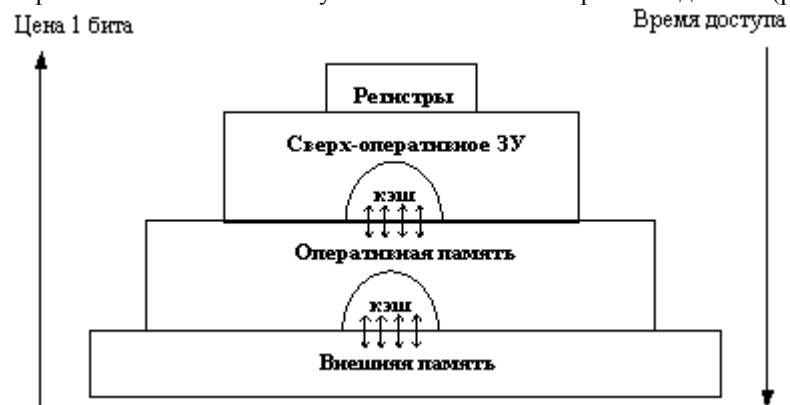 Цена 1 бита
Время доступа
Регистры
Сверх-оперативное ЗУ
кэш
Оперативная память
кэш
Внешняя память